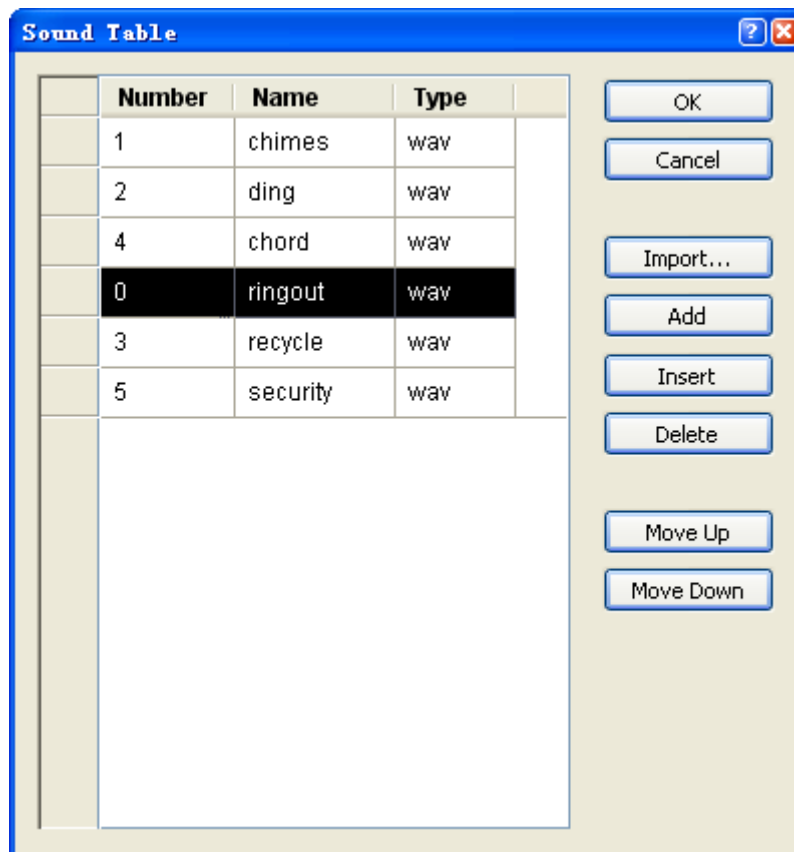 Sound Table
Number Name Type
1 chimes wav
2 ding wav
4 chord wav
0 ringout wav
3 recycle wav
5 security wav
OK
Cancel
Import...
Add
Insert
Delete
Move Up
Move Down